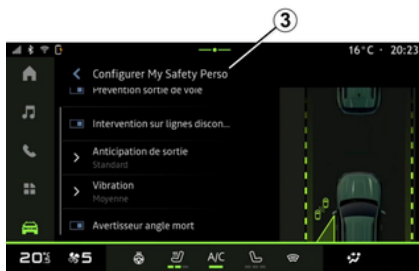 3
16°C · 20:23
Configurer My Safety Perso
Prévention sortie de voie
Intervention sur lignes discon...
Anticipation de sortie
Standard
Vibration
Moyenne
Avertisseur angle mort
20 5 A/C